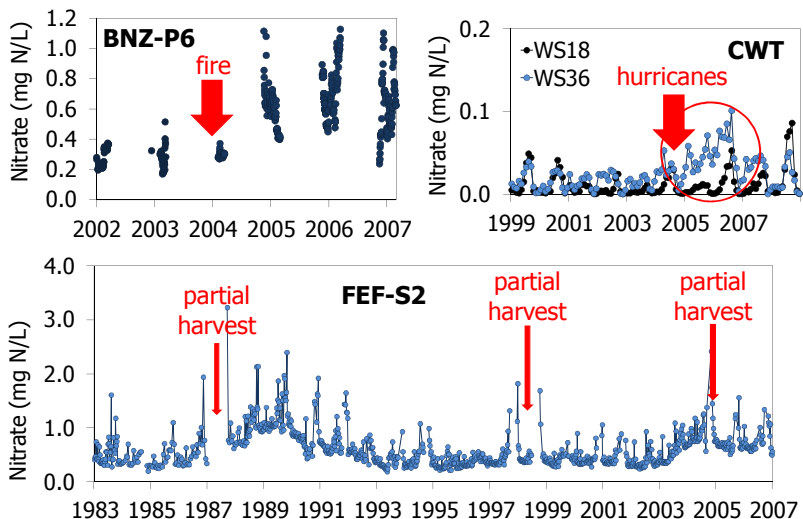 Nitrate (mg N/L)
1.2
1.0
0.8
0.6
0.4
0.2
0.0
BNZ-P6
fire
2002 2003 2004 2005 2006 2007
Nitrate (mg N/L)
0.2
0.1
0.0
WS18
WS36
CWT
hurricanes
1999 2001 2003 2005 2007
Nitrate (mg N/L)
4.0
3.0
2.0
1.0
0.0
FEF-S2
partial
harvest
partial
harvest
partial
harvest
1983 1985 1987 1989 1991 1993 1995 1997 1999 2001 2003 2005 2007